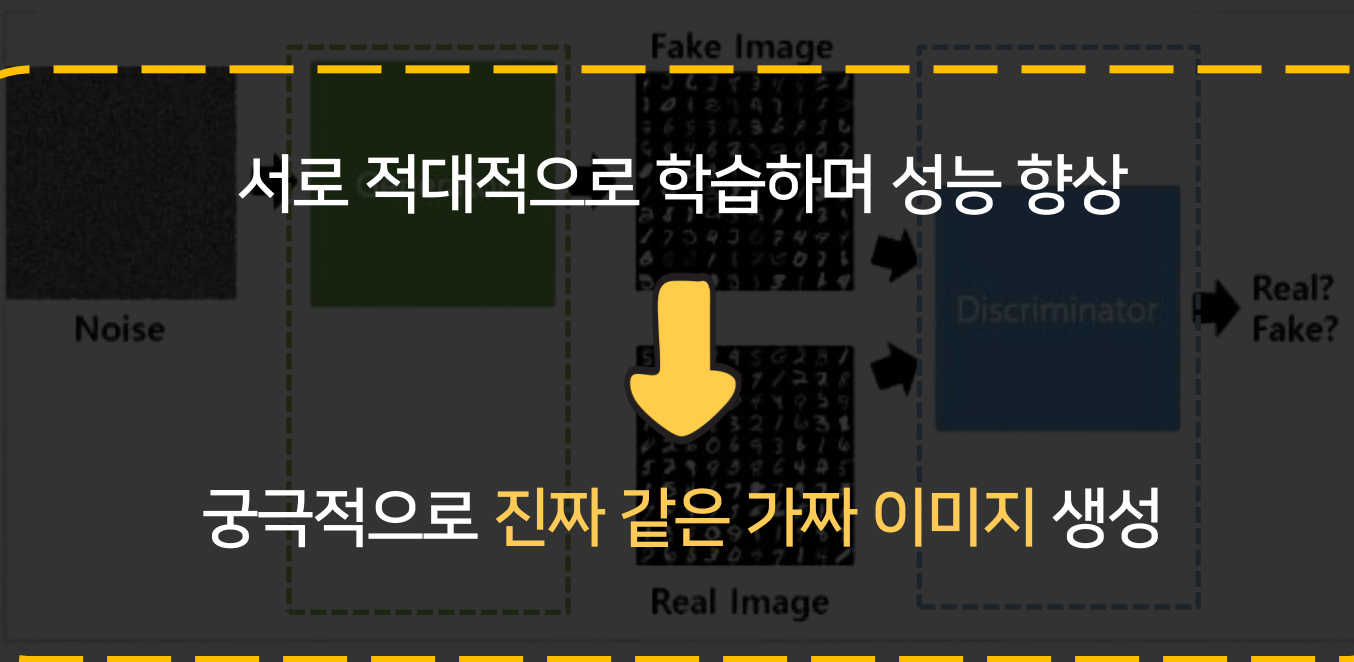 Fake Image
서로 적대적으로 학습하며 성능 향상
Noise
Discriminator
Real?
Fake?
궁극적으로 진짜 같은 가짜 이미지 생성
Real Image